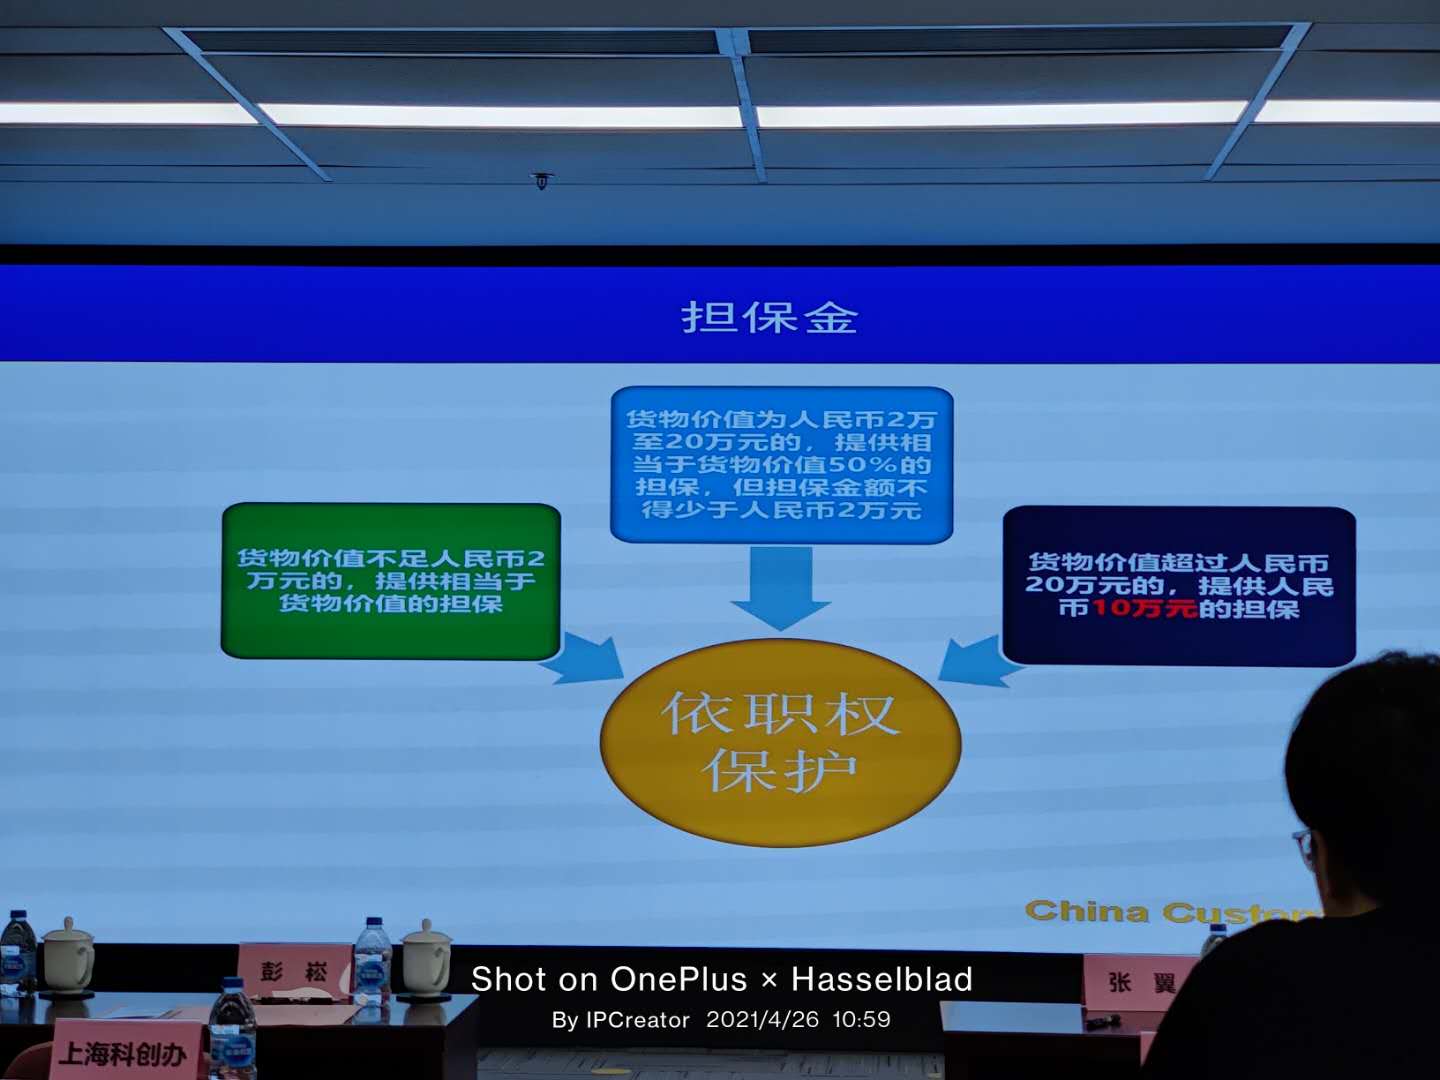 担保金
货物价值为人民币2万
至20万元的，提供相
当于货物价值50%的
担保，但担保金额不
得少于人民币2万元
货物价值不足人民币2
万元的，提供相当于
货物价值的担保
货物价值超过人民币
20万元的，提供人民
币10万元的担保
依职权
保护
China Custom
彭 崧
张 翼
上海科创办
Shot on OnePlus × Hasselblad
By IPCreator 2021/4/26 10:59